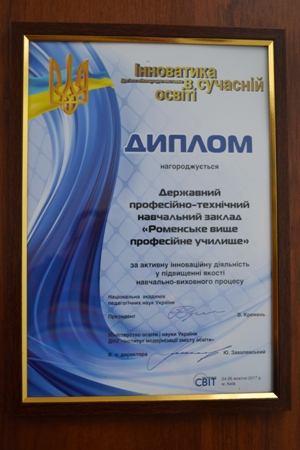 Інноватика
в сучасній
освіті
ДИПЛОМ
нагороджується
Державний
професійно-технічний
навчальний заклад
«Роменське вище
професійне училище»
за активну інноваційну діяльність
у підвищенні якості
навчально-виховного процесу
Національна академія
педагогічних наук України
Президент В. Кремень
Міністерство освіти і науки України
ДНУ «Інститут модернізації змісту освіти»
В. о. директора Ю. Завалевський
СВІТ
24-26 жовтня 2017 р.
м. Київ